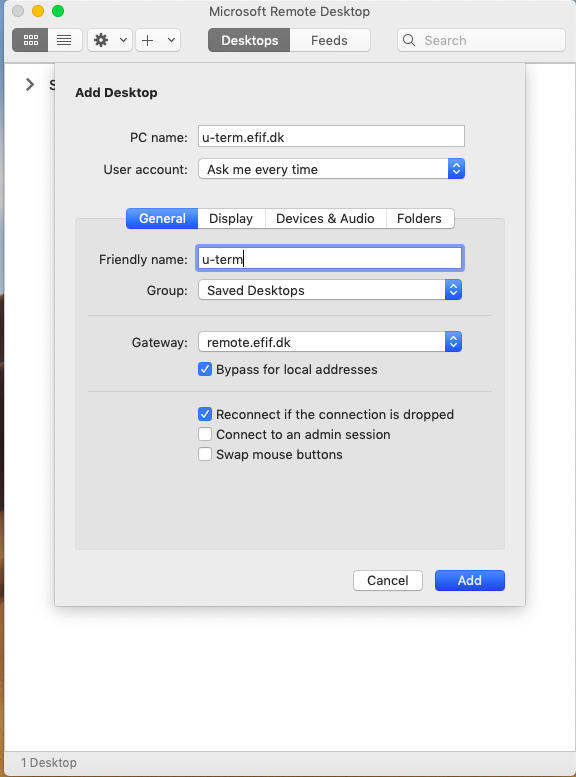 Microsoft Remote Desktop
Desktops Feeds Search
S
Add Desktop
PC name: u-term.efif.dk
User account: Ask me every time
General Display Devices & Audio Folders
Friendly name: u-term
Group: Saved Desktops
Gateway: remote.efif.dk
Bypass for local addresses
Reconnect if the connection is dropped
Connect to an admin session
Swap mouse buttons
Cancel Add
1 Desktop